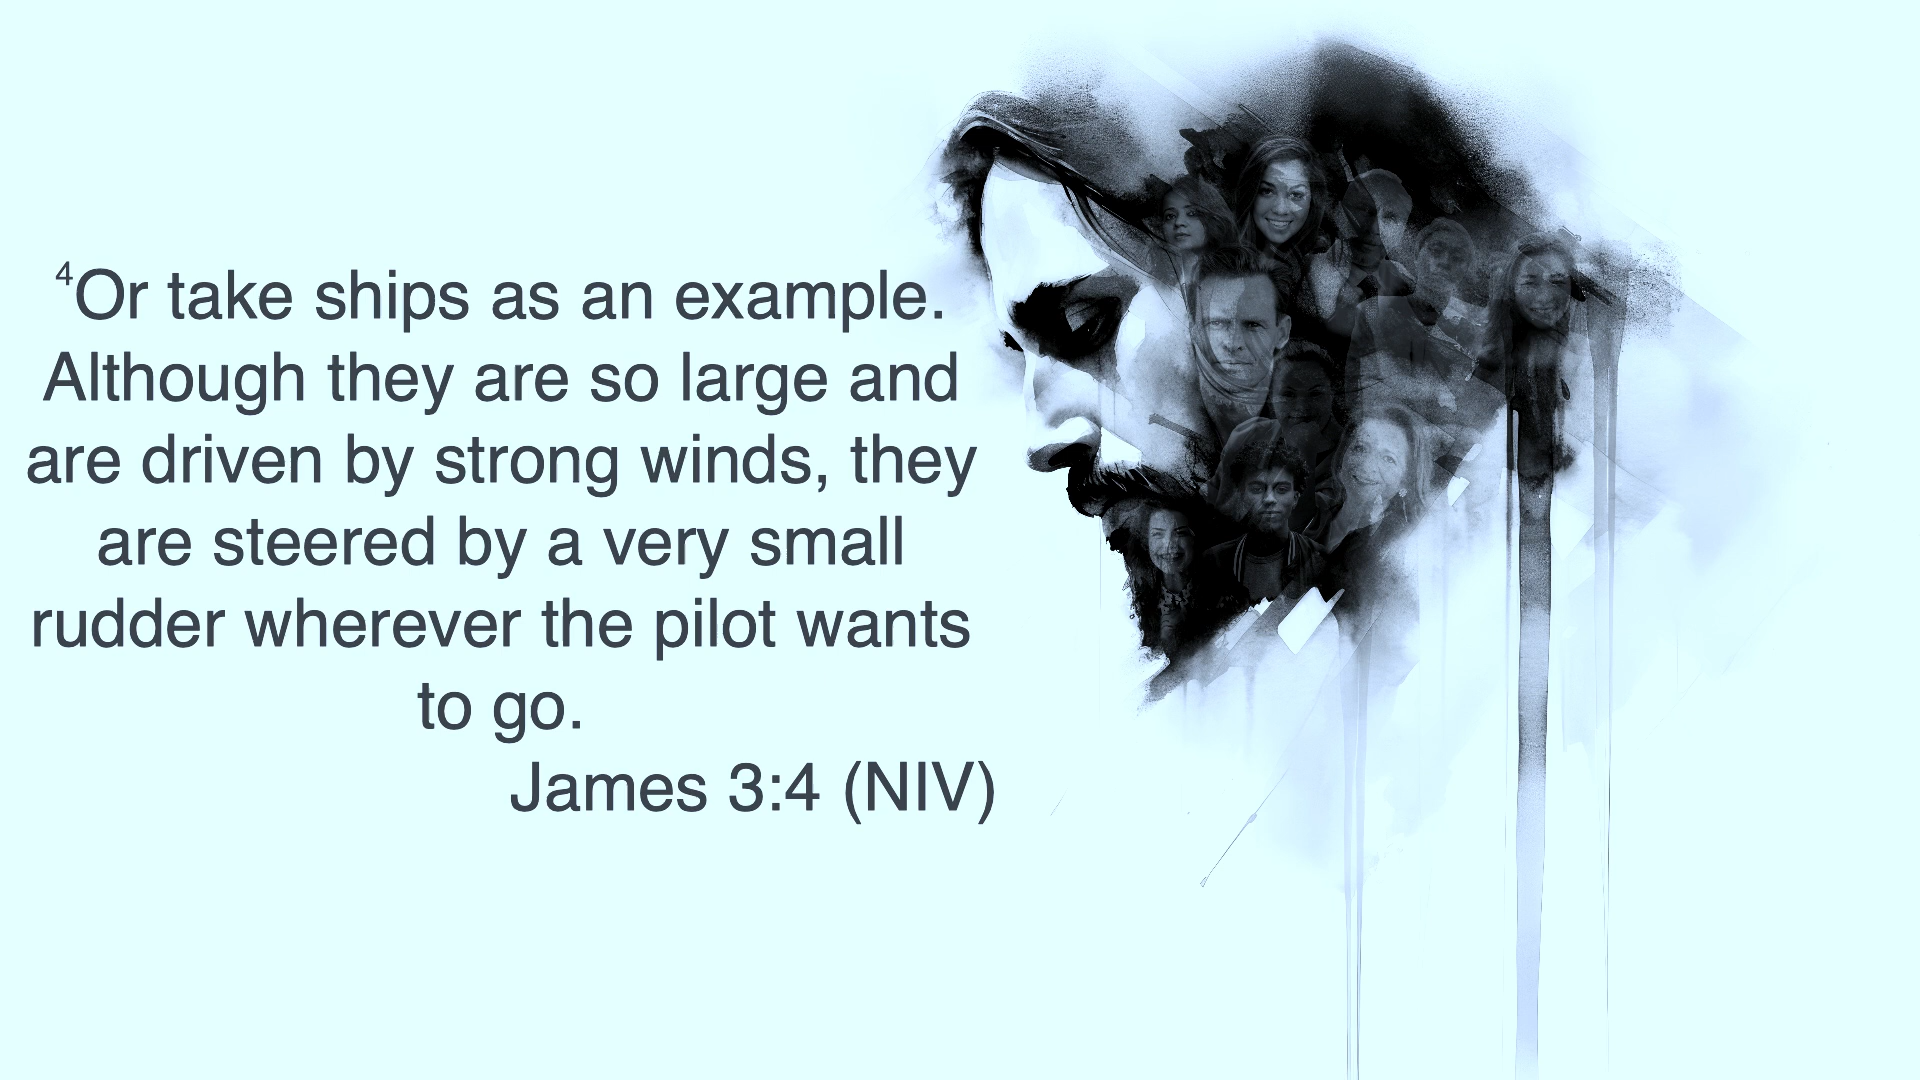 ⁴Or take ships as an example.
Although they are so large and
are driven by strong winds, they
are steered by a very small
rudder wherever the pilot wants
to go.
James 3:4 (NIV)